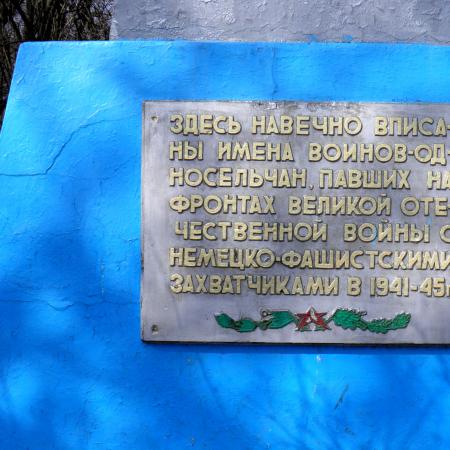 ЗДЕСЬ НАВЕЧНО ВПИСА-
НЫ ИМЕНА ВОИНОВ-ОД-
НОСЕЛЬЧАН, ПАВШИХ НА
ФРОНТАХ ВЕЛИКОЙ ОТЕ-
ЧЕСТВЕННОЙ ВОЙНЫ С
НЕМЕЦКО-ФАШИСТСКИМИ
ЗАХВАТЧИКАМИ В 1941-45